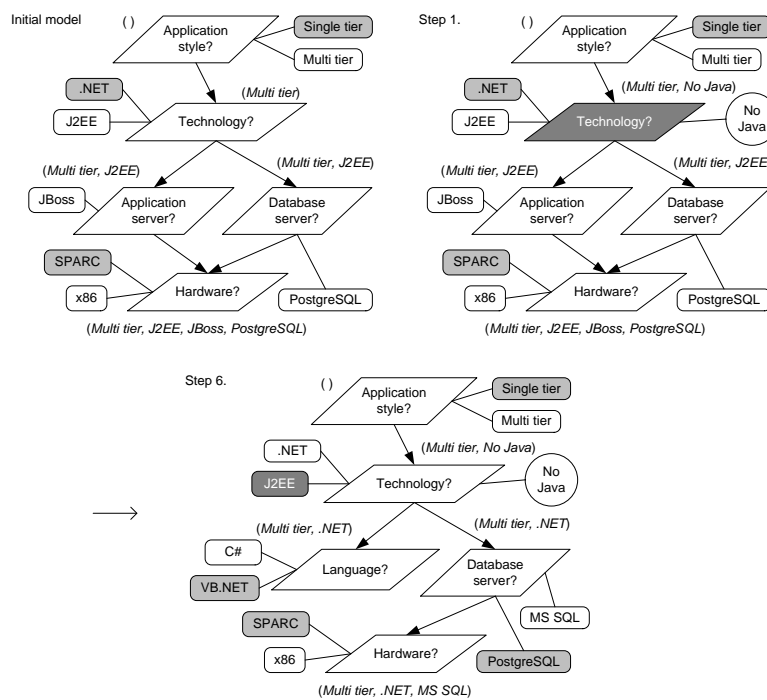 Initial model
( )
Application
style?
Single tier
Multi tier
.NET
J2EE
(Multi tier)
Technology?
(Multi tier, J2EE)
(Multi tier, J2EE)
JBoss
Application
server?
Database
server?
SPARC
x86
Hardware?
PostgreSQL
(Multi tier, J2EE, JBoss, PostgreSQL)
Step 1.
( )
Application
style?
Single tier
Multi tier
.NET
J2EE
(Multi tier, No Java)
Technology?
No
Java
(Multi tier, J2EE)
(Multi tier, J2EE)
JBoss
Application
server?
Database
server?
SPARC
x86
Hardware?
PostgreSQL
(Multi tier, J2EE, JBoss, PostgreSQL)
Step 6.
( )
Application
style?
Single tier
Multi tier
.NET
J2EE
(Multi tier, No Java)
Technology?
No
Java
(Multi tier, .NET)
(Multi tier, .NET)
C#
VB.NET
Language?
Database
server?
MS SQL
SPARC
x86
Hardware?
PostgreSQL
(Multi tier, .NET, MS SQL)